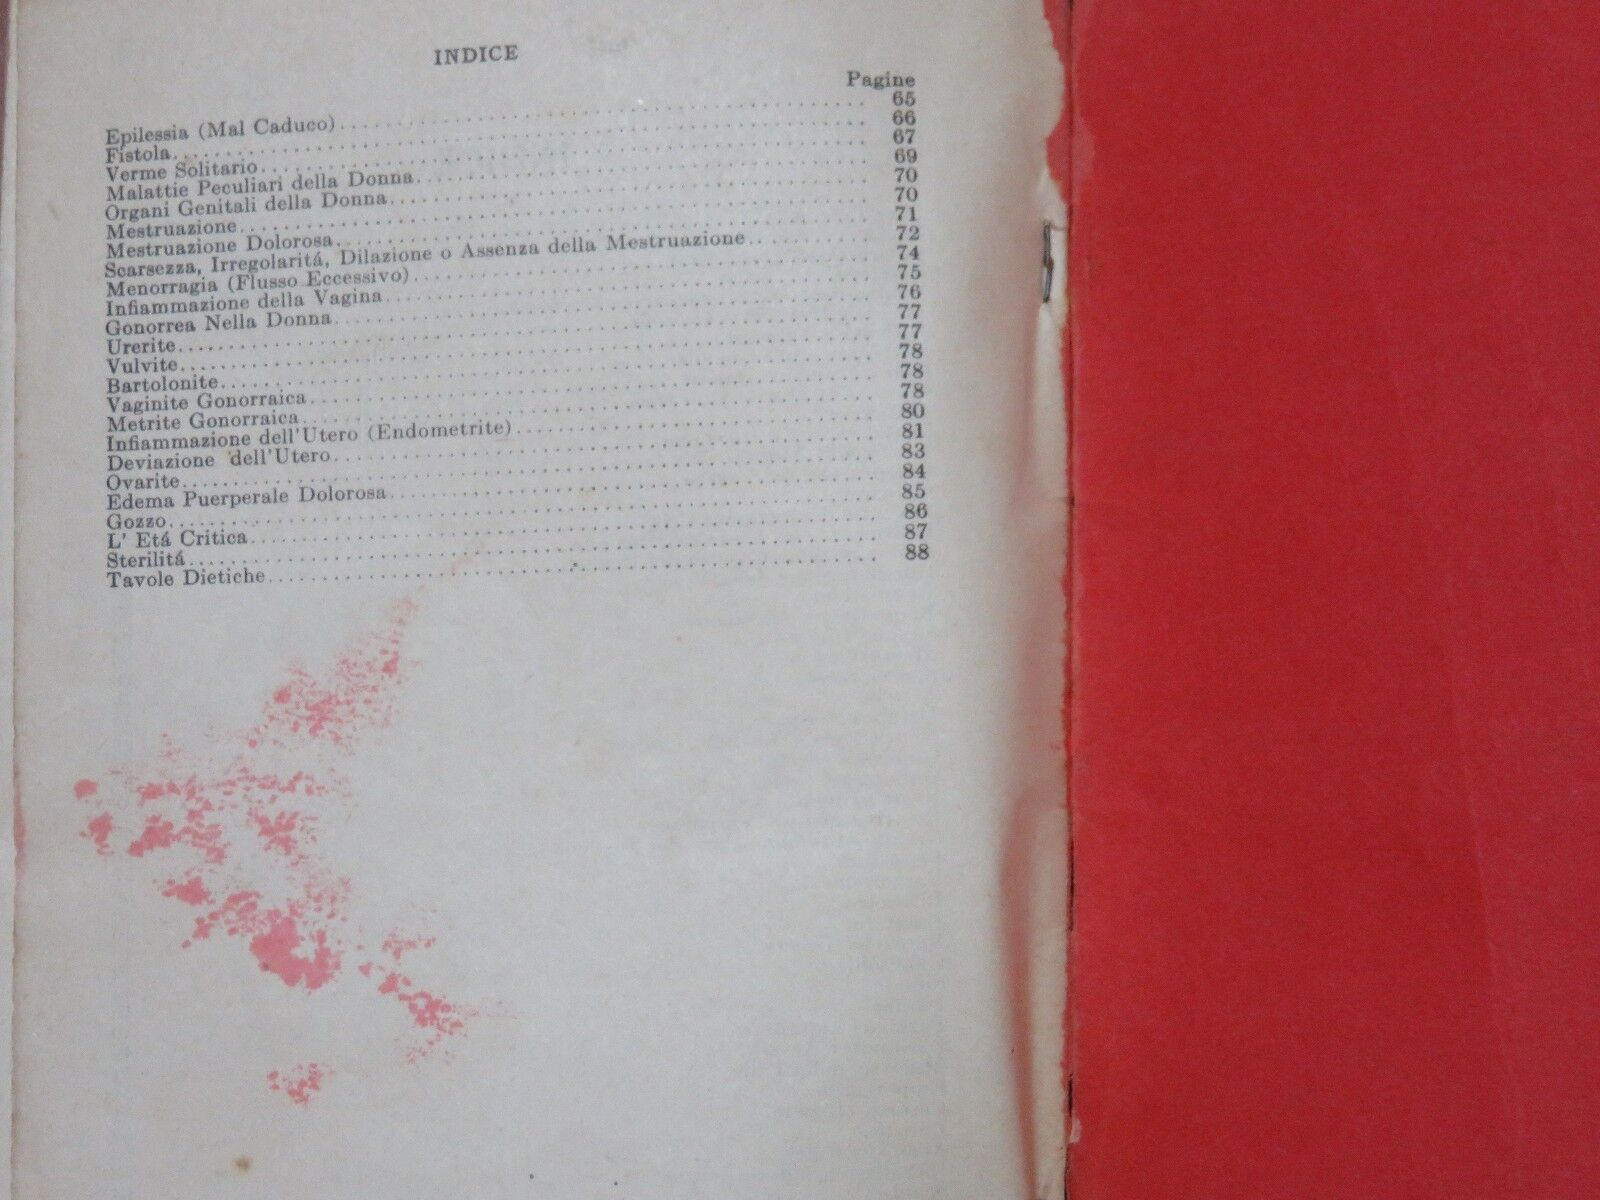 INDICE
Pagine
Epilessia (Mal Caduco) 65
Fistola 66
Verme Solitario 67
Malattie Peculiari della Donna 69
Organi Genitali della Donna 70
Mestruazione 70
Mestruazione Dolorosa 71
Scarsezza, Irregolaritá, Dilazione o Assenza della Mestruazione 72
Menorragia (Flusso Eccessivo) 74
Infiammazione della Vagina 75
Gonorrea Nella Donna 76
Urerite 77
Vulvite 77
Bartolonite 78
Vaginite Gonorraica 78
Metrite Gonorraica 78
Infiammazione dell'Utero (Endometrite) 80
Deviazione dell'Utero 81
Ovarite 83
Edema Puerperale Dolorosa 84
Gozzo 85
L' Etá Critica 86
Sterilitá 87
Tavole Dietiche 88